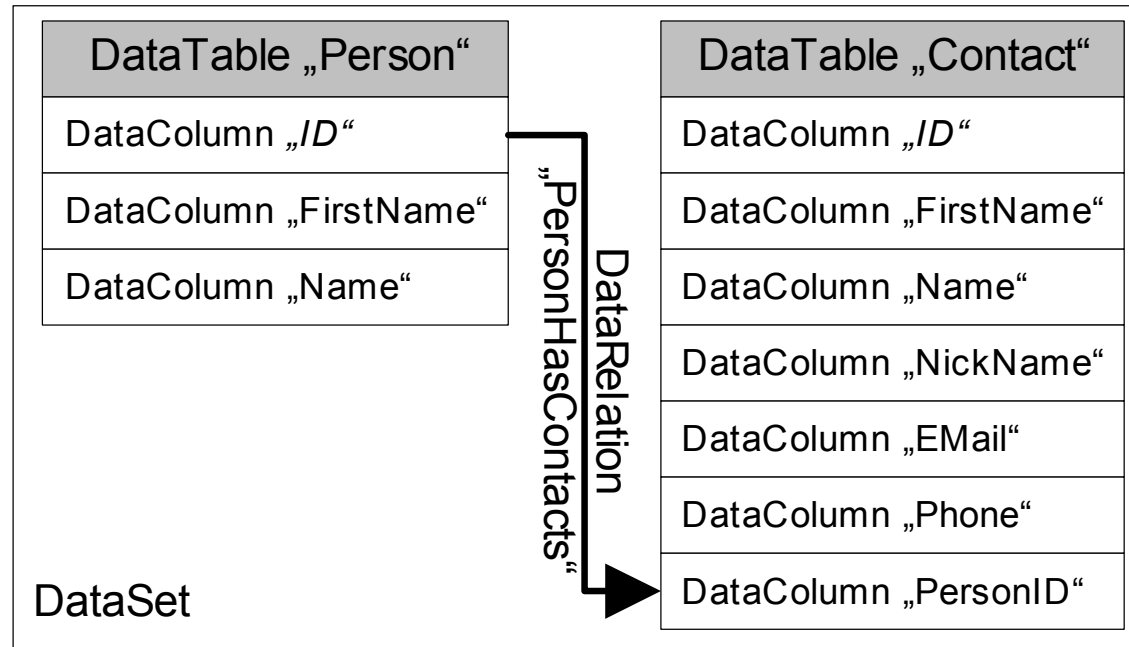 DataTable „Person“
DataColumn „ID“
DataColumn „FirstName“
DataColumn „Name“
DataRelation
„PersonHasContacts“
DataTable „Contact“
DataColumn „ID“
DataColumn „FirstName“
DataColumn „Name“
DataColumn „NickName“
DataColumn „EMail“
DataColumn „Phone“
DataColumn „PersonID“
DataSet